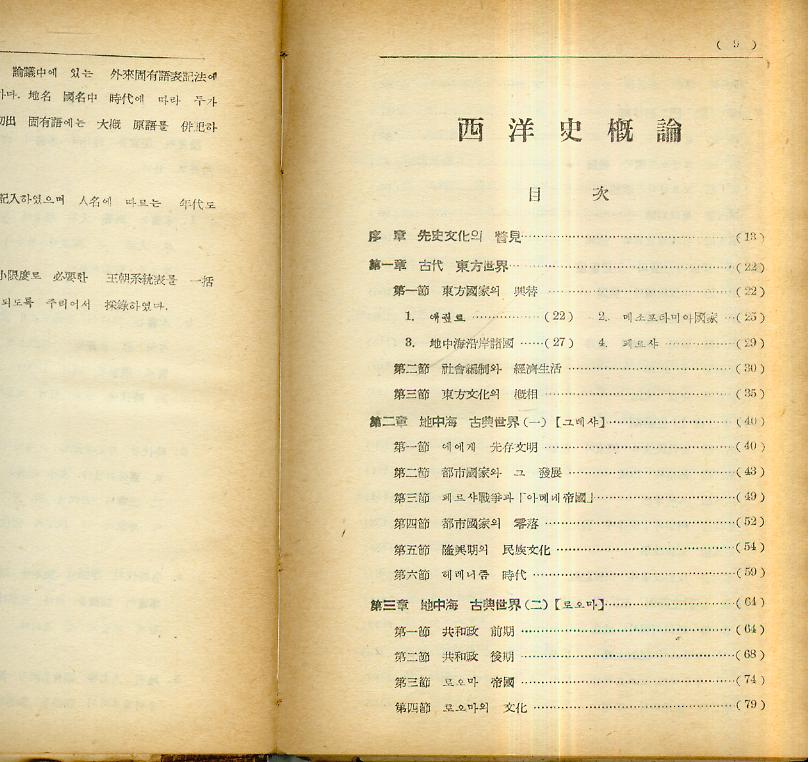 論議中에 있는 外來固有語表記法에
하다. 地名 國名中 時代에 따라 두가
初出 固有語에는 大槪 原語를 併記하
記入하였으며 人名에 따르는 年代도
小限度로 必要한 王朝系統表를 一括
되도록 주리어서 採錄하였다.
( 9 )
西洋史槪論
目次
序章 先史文化의 瞥見 (13)
第一章 古代 東方世界 (22)
第一節 東方國家의 興替 (22)
1. 애짚트 (22) 2. 메소포타미아國家 (25)
3. 地中海沿岸諸國 (27) 4. 페르샤 (29)
第二節 社會編制와 經濟生活 (30)
第三節 東方文化의 槪相 (35)
第二章 地中海 古典世界(一)【그레샤】 (40)
第一節 에에게 先存文明 (40)
第二節 都市國家와 그 發展 (43)
第三節 페르샤戰爭과「아테네帝國」 (49)
第四節 都市國家의 零落 (52)
第五節 隆興期의 民族文化 (54)
第六節 헤레니즘 時代 (59)
第三章 地中海 古典世界(二)【로오마】 (64)
第一節 共和政 前期 (64)
第二節 共和政 後期 (68)
第三節 로오마 帝國 (74)
第四節 로오마의 文化 (79)